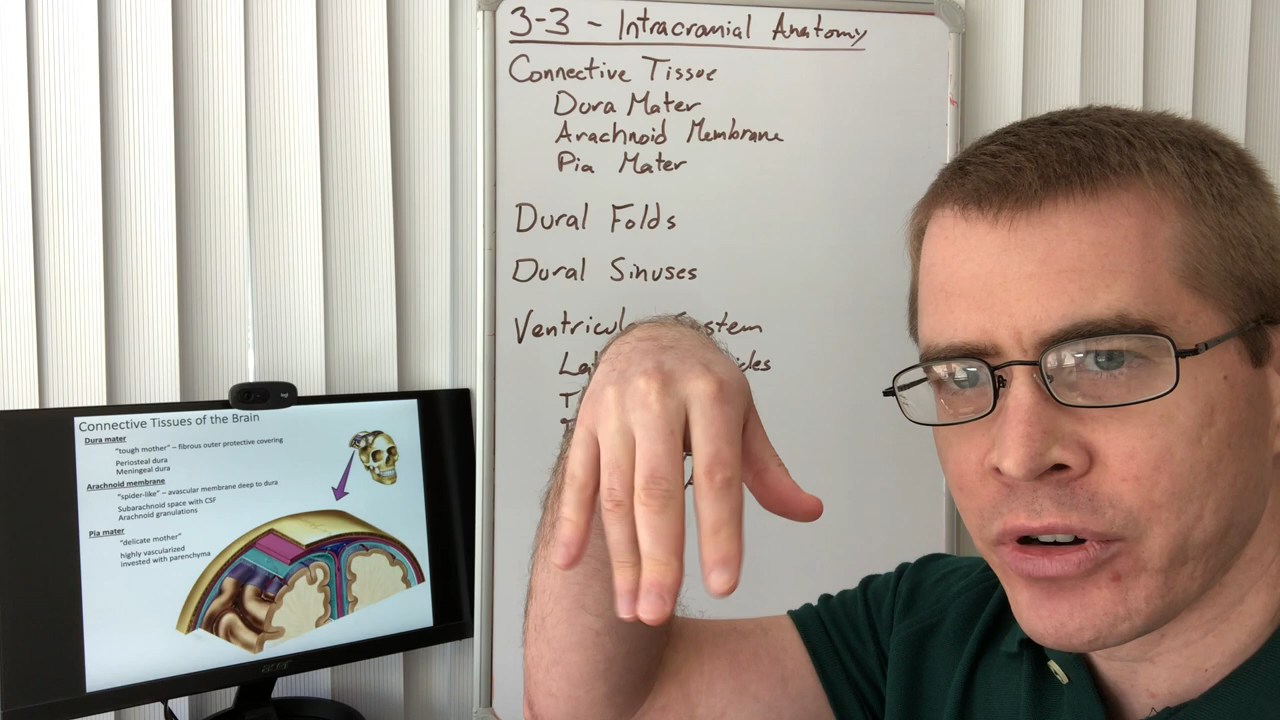 3-3 - Intracranial Anatomy
Connective Tissue
Dura Mater
Arachnoid Membrane
Pia Mater
Dural Folds
Dural Sinuses
Connective Tissues of the Brain
Dura mater
"tough mother" – fibrous outer protective covering
Periosteal dura
Meningeal dura
Arachnoid membrane
"spider-like" – avascular membrane deep to dura
Subarachnoid space with CSF
Arachnoid granulations
Pia mater
"delicate mother"
highly vascularized
invested with parenchyma
acer